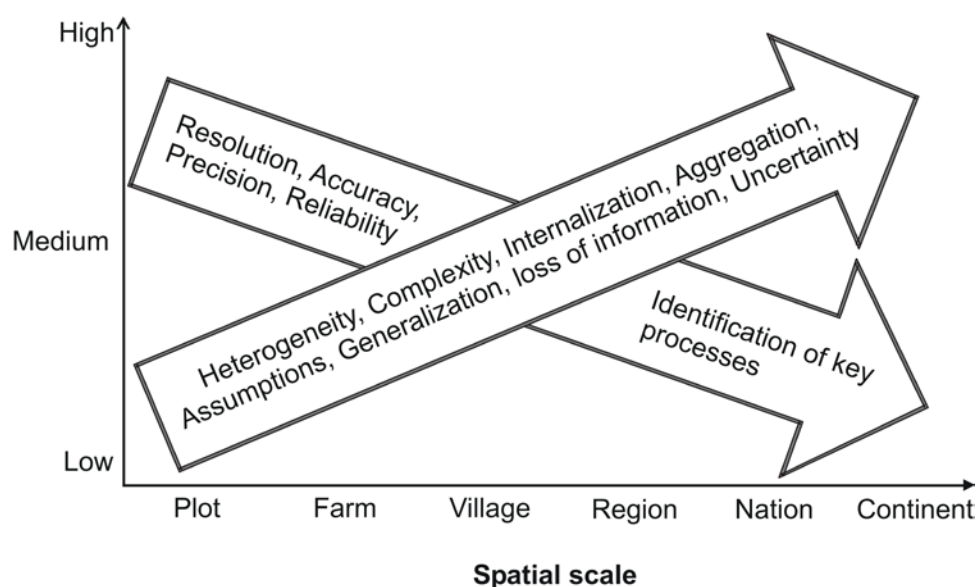 High
Medium
Low
Resolution, Accuracy,
Precision, Reliability
Heterogeneity, Complexity, Internalization, Aggregation,
Assumptions, Generalization, loss of information, Uncertainty
Identification of key
processes
Plot Farm Village Region Nation Continent
Spatial scale